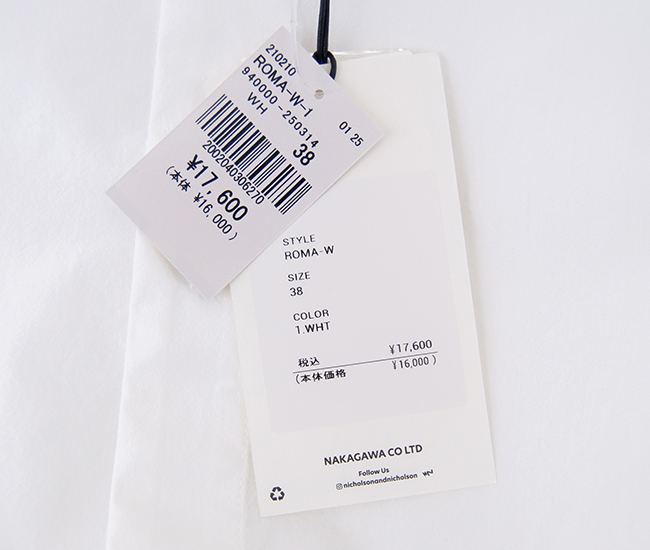 210210
ROMA-W-1
940000-250314
WH
01 25
38
2002040306270
¥17,600
(本体 ¥16,000)
STYLE
ROMA-W
SIZE
38
COLOR
1.WHT
税込 ¥17,600
(本体価格 ¥16,000)
NAKAGAWA CO LTD
Follow Us
nicholsonandnicholson